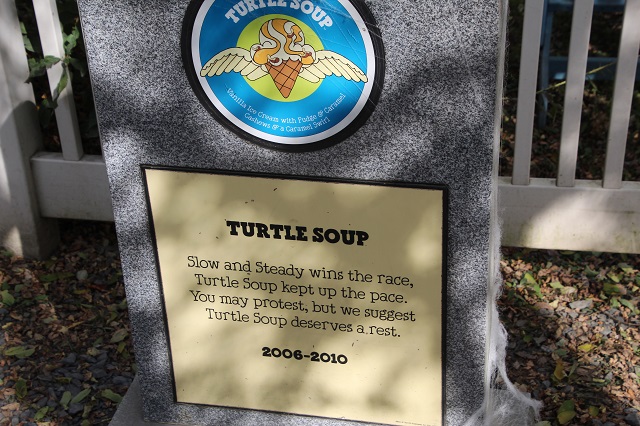 TURTLE SOUP
Vanilla Ice Cream with Fudge & Caramel
Cashews & a Caramel Swirl
TURTLE SOUP
Slow and Steady wins the race,
Turtle Soup kept up the pace.
You may protest, but we suggest
Turtle Soup deserves a rest.
2006-2010